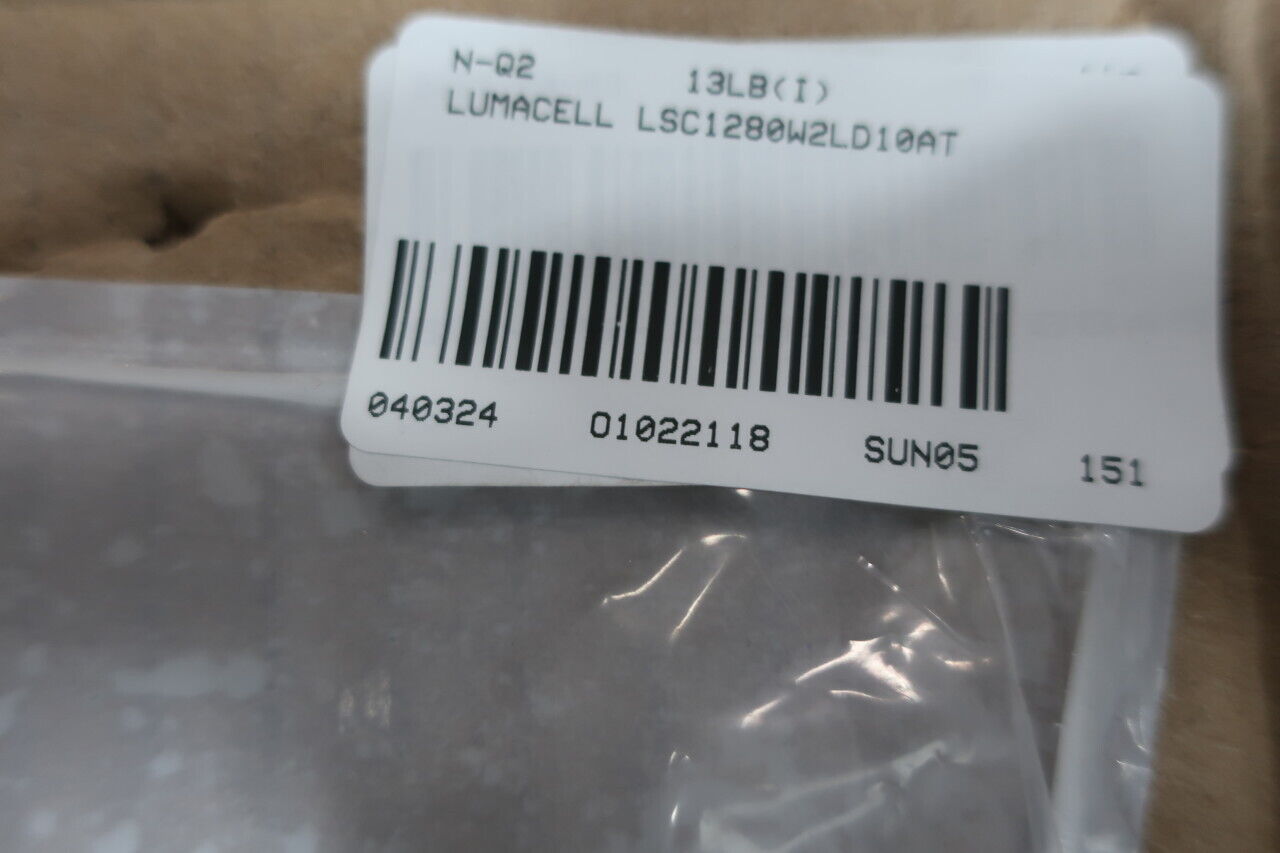 N-Q2 13LB(I)
LUMACELL LSC1280W2LD10AT
040324 01022118 SUN05 151